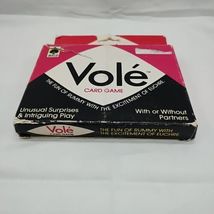 Volé
CARD GAME
THE FUN OF RUMMY WITH THE EXCITEMENT OF EUCHRE
Unusual Surprises
& Intriguing Play
With or Without
Partners
Volé
THE FUN OF RUMMY WITH THE EXCITEMENT OF EUCHRE